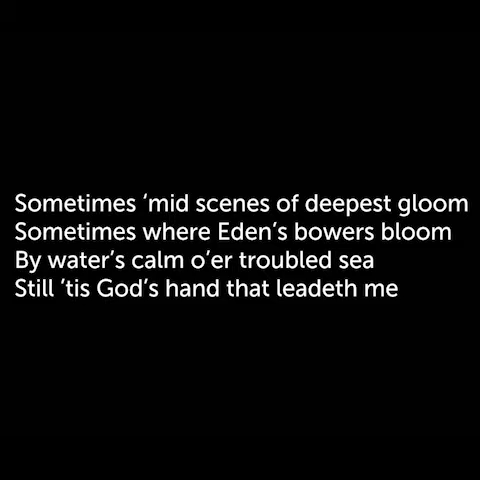 Sometimes ‘mid scenes of deepest gloom
Sometimes where Eden’s bowers bloom
By water’s calm o’er troubled sea
Still ’tis God’s hand that leadeth me